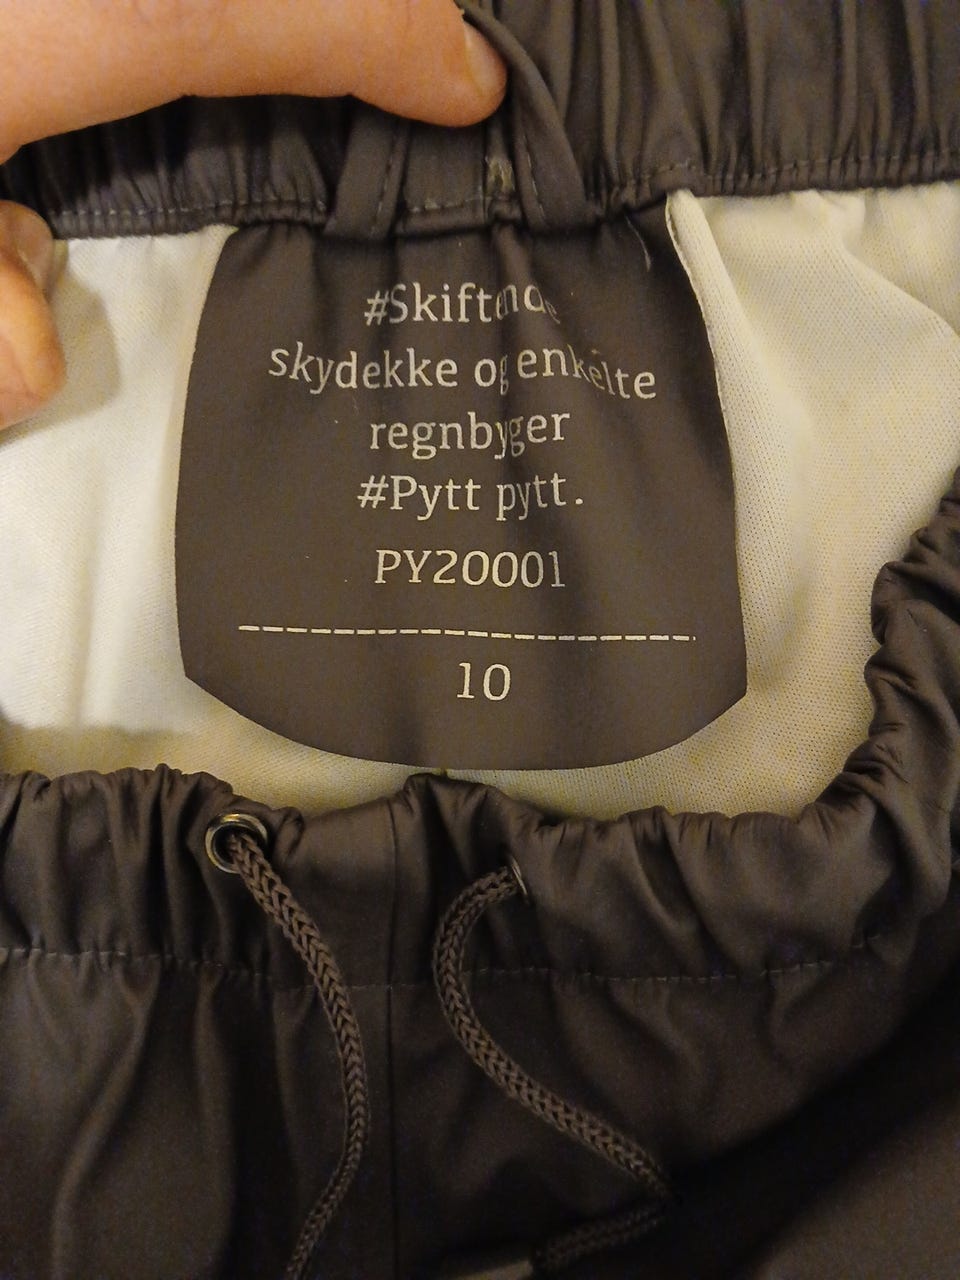 #Skiftende
skydekke og enkelte
regnbyger
#Pytt pytt.
PY20001
10